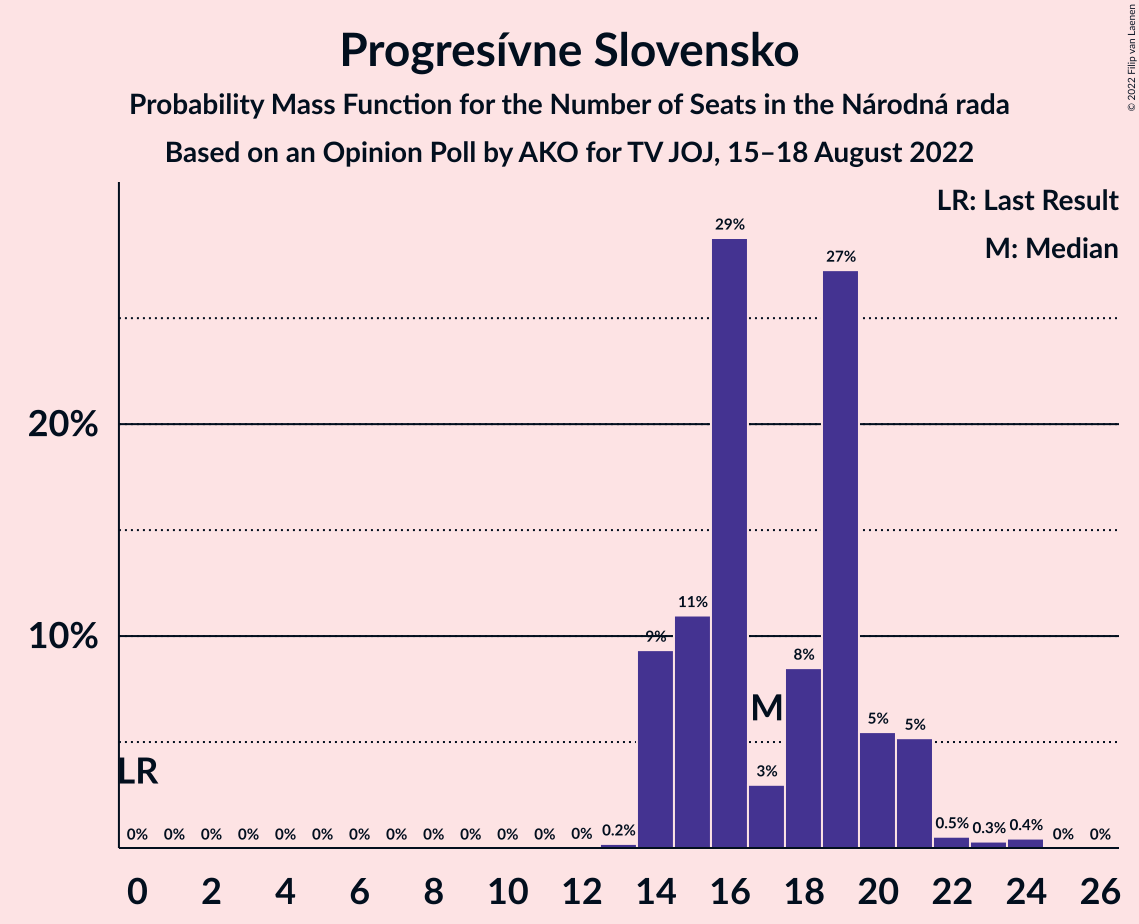 Progresívne Slovensko
Probability Mass Function for the Number of Seats in the Národná rada
Based on an Opinion Poll by AKO for TV JOJ, 15–18 August 2022
© 2022 Filip van Laenen
LR: Last Result
M: Median
29%
27%
20%
11%
10%
9%
8%
M
5%
5%
3%
LR
0% 0% 0% 0% 0% 0% 0% 0% 0% 0% 0% 0% 0% 0.2% 0.5% 0.3% 0.4% 0% 0%
0 2 4 6 8 10 12 14 16 18 20 22 24 26